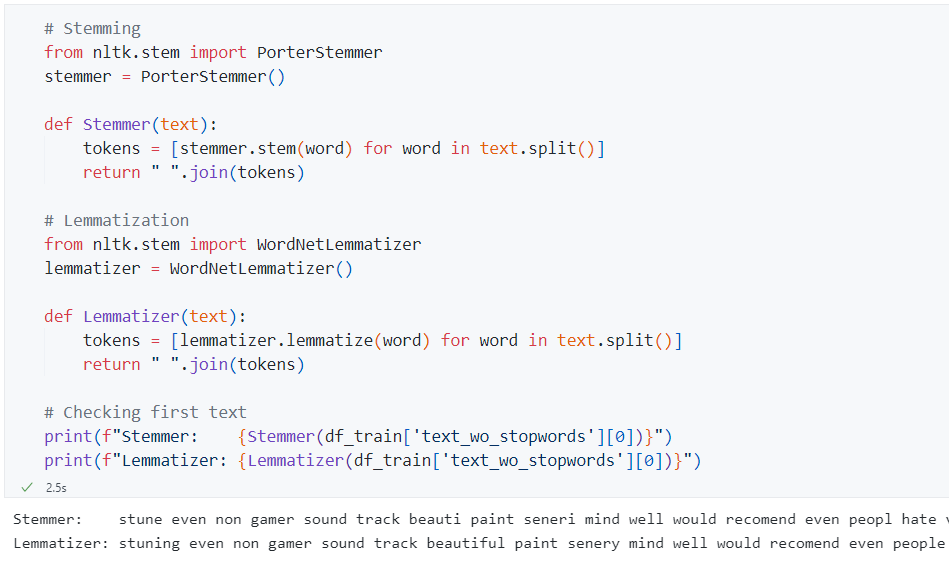 # Stemming
from nltk.stem import PorterStemmer
stemmer = PorterStemmer()
def Stemmer(text):
    tokens = [stemmer.stem(word) for word in text.split()]
    return " ".join(tokens)
# Lemmatization
from nltk.stem import WordNetLemmatizer
lemmatizer = WordNetLemmatizer()
def Lemmatizer(text):
    tokens = [lemmatizer.lemmatize(word) for word in text.split()]
    return " ".join(tokens)
# Checking first text
print(f"Stemmer:    {Stemmer(df_train['text_wo_stopwords'][0])}")
print(f"Lemmatizer: {Lemmatizer(df_train['text_wo_stopwords'][0])}")
2.5s
Stemmer:    stune even non gamer sound track beauti paint seneri mind well would recomend even peopl hate
Lemmatizer: stuning even non gamer sound track beautiful paint senery mind well would recomend even people